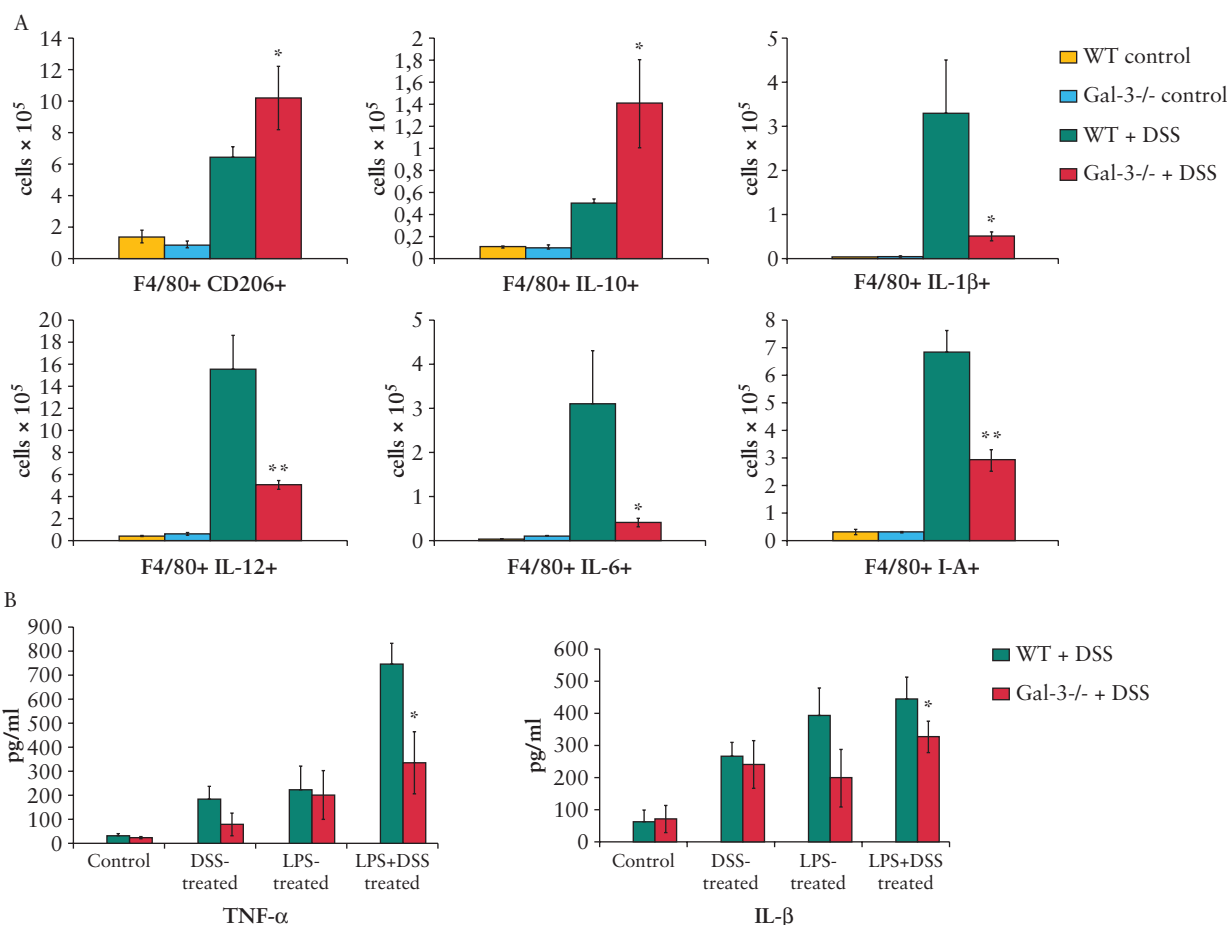 A
cells × 10⁵
14
12
10
8
6
4
2
0
*
F4/80+ CD206+
cells × 10⁵
2
1,8
1,6
1,4
1,2
1
0,8
0,6
0,4
0,2
0
*
F4/80+ IL-10+
cells × 10⁵
5
4
3
2
1
0
*
F4/80+ IL-1β+
WT control
Gal-3-/- control
WT + DSS
Gal-3-/- + DSS
cells × 10⁵
20
18
16
14
12
10
8
6
4
2
0
**
F4/80+ IL-12+
cells × 10⁵
5
4
3
2
1
0
*
F4/80+ IL-6+
cells × 10⁵
8
7
6
5
4
3
2
1
0
**
F4/80+ I-A+
B
pg/ml
900
800
700
600
500
400
300
200
100
0
*
Control
DSS-
treated
LPS-
treated
LPS+DSS
treated
TNF-α
pg/ml
600
500
400
300
200
100
0
*
Control
DSS-
treated
LPS-
treated
LPS+DSS
treated
IL-β
WT + DSS
Gal-3-/- + DSS